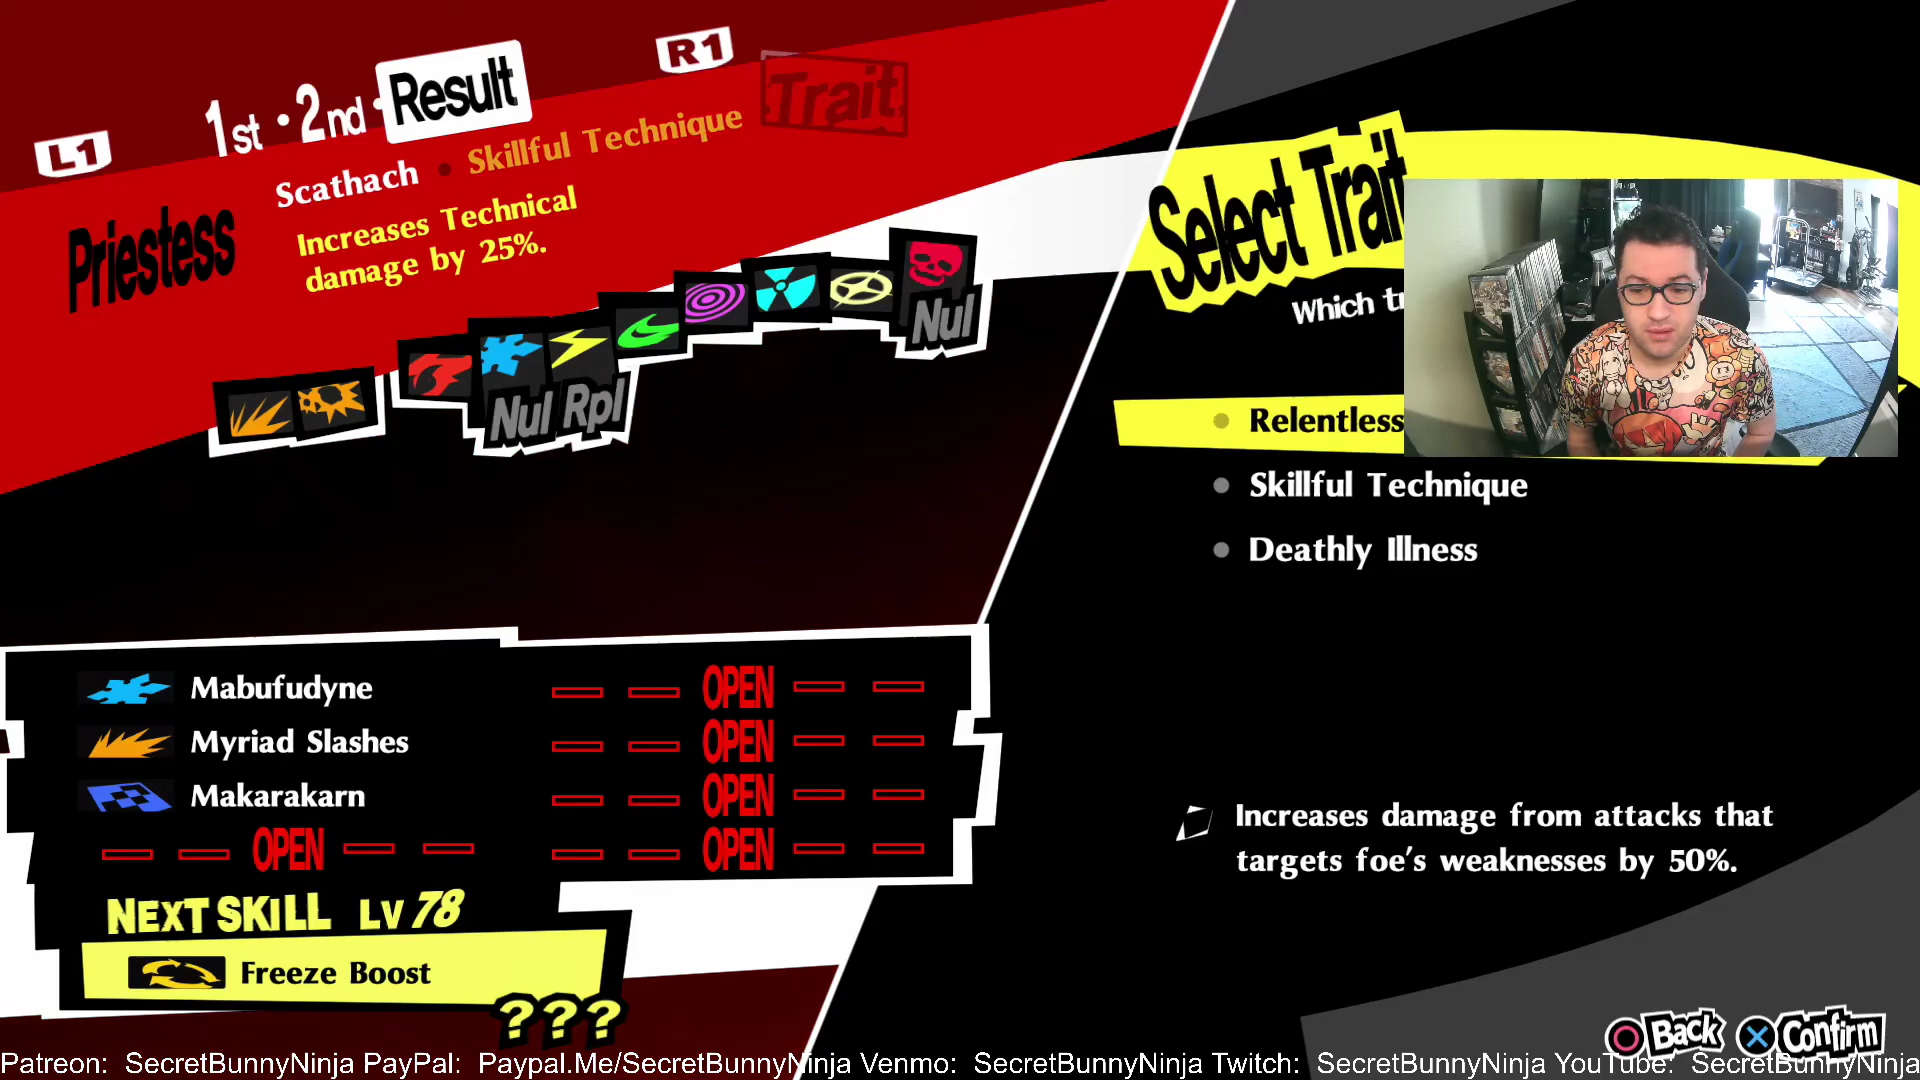 L1
1st • 2nd • Result
R1
Trait
Priestess
Scathach • Skillful Technique
Increases Technical
damage by 25%.
Nul Rpl
Nul
Select Trait
Which
Relentless
Skillful Technique
Deathly Illness
Increases damage from attacks that
targets foe's weaknesses by 50%.
Mabufudyne OPEN
Myriad Slashes OPEN
Makarakarn OPEN
OPEN OPEN
NEXT SKILL LV 78
Freeze Boost
???
Back Confirm
Patreon: SecretBunnyNinja PayPal: Paypal.Me/SecretBunnyNinja Venmo: SecretBunnyNinja Twitch: SecretBunnyNinja YouTube: SecretBunnyNinja